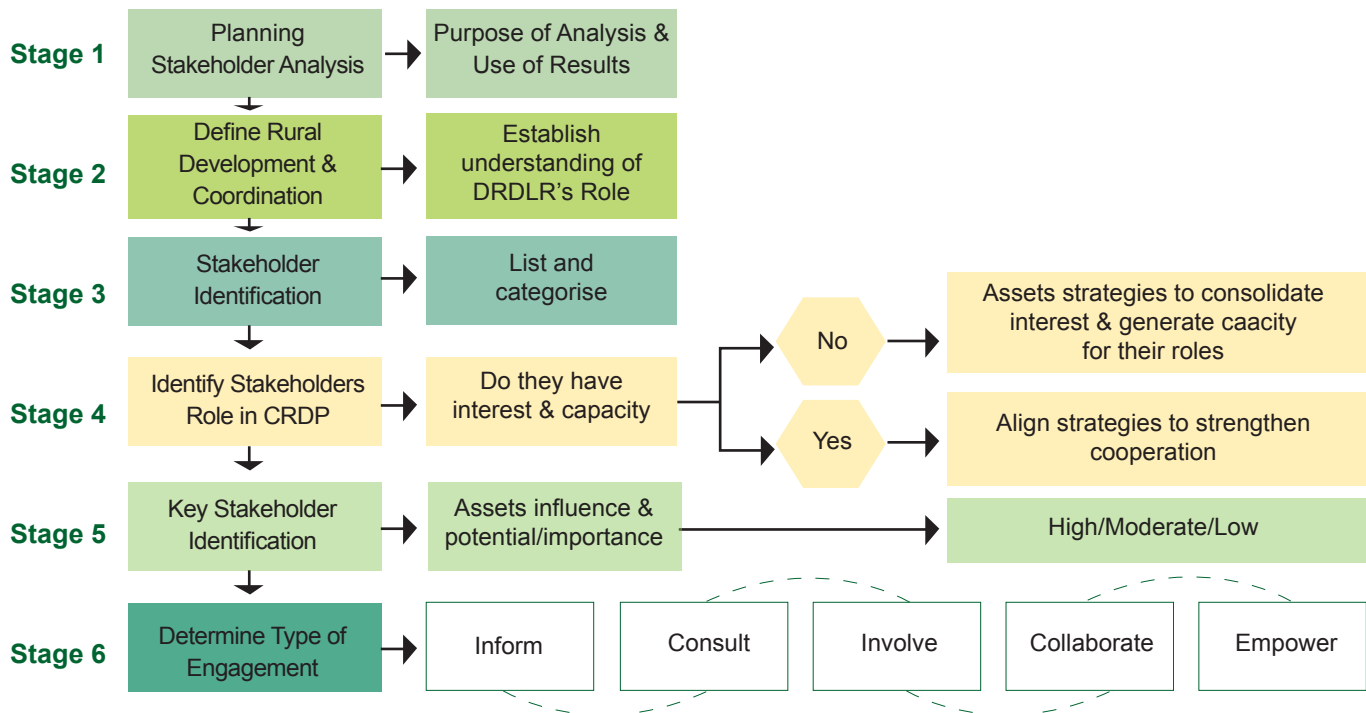 Stage 1
Planning
Stakeholder Analysis
Purpose of Analysis &
Use of Results
Stage 2
Define Rural
Development &
Coordination
Establish
understanding of
DRDLR's Role
Stage 3
Stakeholder
Identification
List and
categorise
Stage 4
Identify Stakeholders
Role in CRDP
Do they have
interest & capacity
No
Assets strategies to consolidate
interest & generate caacity
for their roles
Yes
Align strategies to strengthen
cooperation
Stage 5
Key Stakeholder
Identification
Assets influence &
potential/importance
High/Moderate/Low
Stage 6
Determine Type of
Engagement
Inform
Consult
Involve
Collaborate
Empower